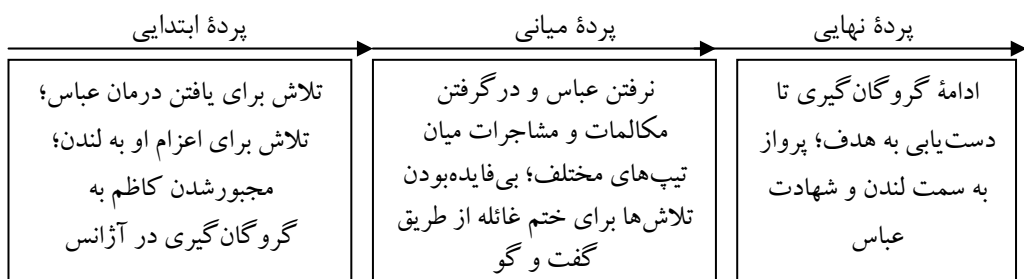 پردهٔ ابتدایی
پردهٔ میانی
پردهٔ نهایی
تلاش برای یافتن درمان عباس؛
تلاش برای اعزام او به لندن؛
مجبورشدن کاظم به
گروگان‌گیری در آژانس
نرفتن عباس و درگرفتن
مکالمات و مشاجرات میان
تیپ‌های مختلف؛ بی‌فایده‌بودن
تلاش‌ها برای ختم غائله از طریق
گفت و گو
ادامهٔ گروگان‌گیری تا
دست‌یابی به هدف؛ پرواز
به سمت لندن و شهادت
عباس